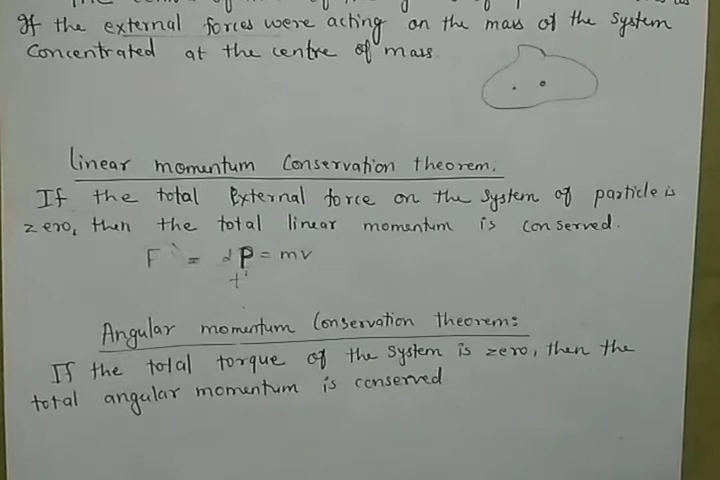 If the external forces were acting on the mass of the system
concentrated at the centre of mass.
Linear momentum Conservation theorem.
If the total External force on the system of particle is
zero, then the total linear momentum is conserved.
F = dP = mv
t
Angular momentum Conservation theorem:
If the total torque of the system is zero, then the
total angular momentum is conserved